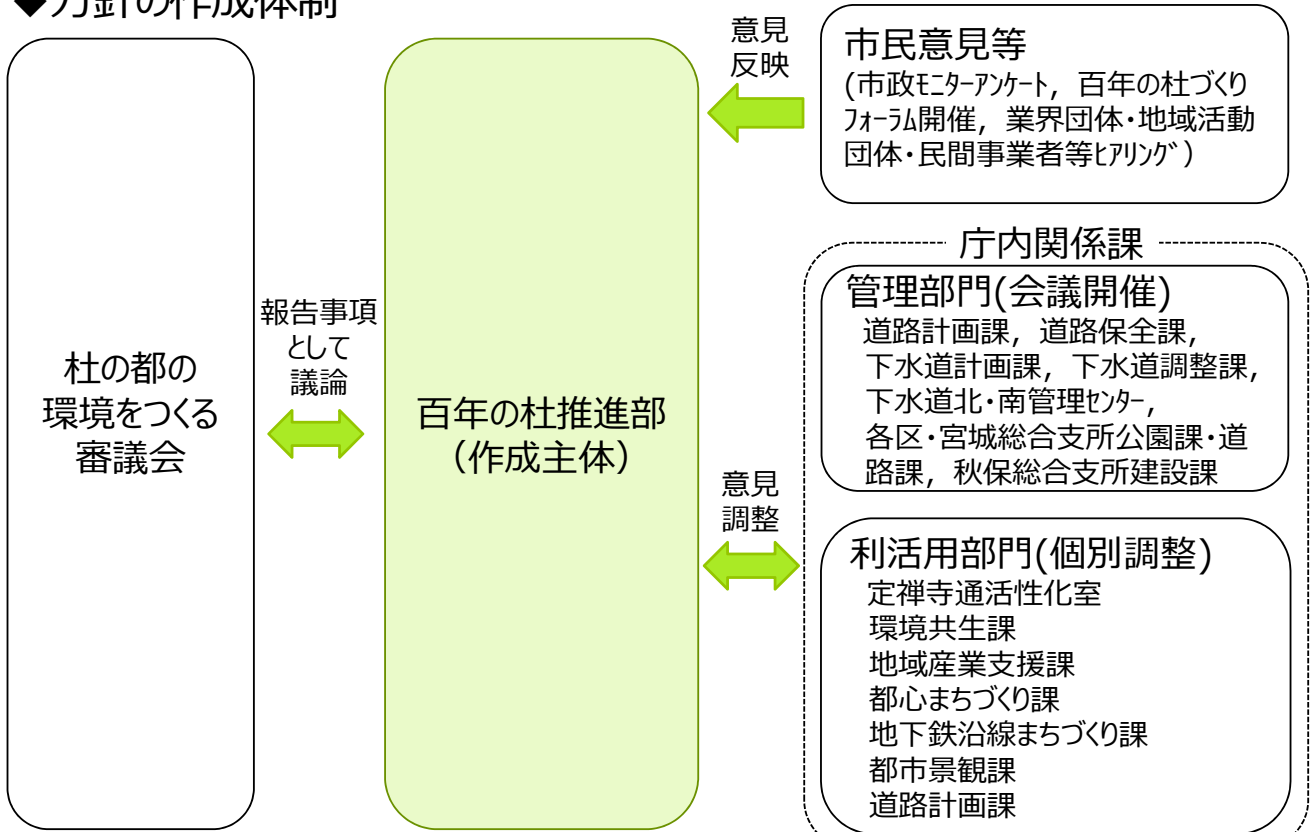 ◆方針の作成体制
杜の都の
環境をつくる
審議会
報告事項
として
議論
百年の杜推進部
（作成主体）
意見
反映
市民意見等
(市政ﾓﾆﾀｰｱﾝｹｰﾄ，百年の杜づくり
ﾌｫｰﾗﾑ開催，業界団体・地域活動
団体・民間事業者等ﾋｱﾘﾝｸﾞ）
意見
調整
庁内関係課
管理部門(会議開催)
道路計画課，道路保全課，
下水道計画課，下水道調整課，
下水道北・南管理ｾﾝﾀｰ，
各区・宮城総合支所公園課・道
路課，秋保総合支所建設課
利活用部門(個別調整)
定禅寺通活性化室
環境共生課
地域産業支援課
都心まちづくり課
地下鉄沿線まちづくり課
都市景観課
道路計画課